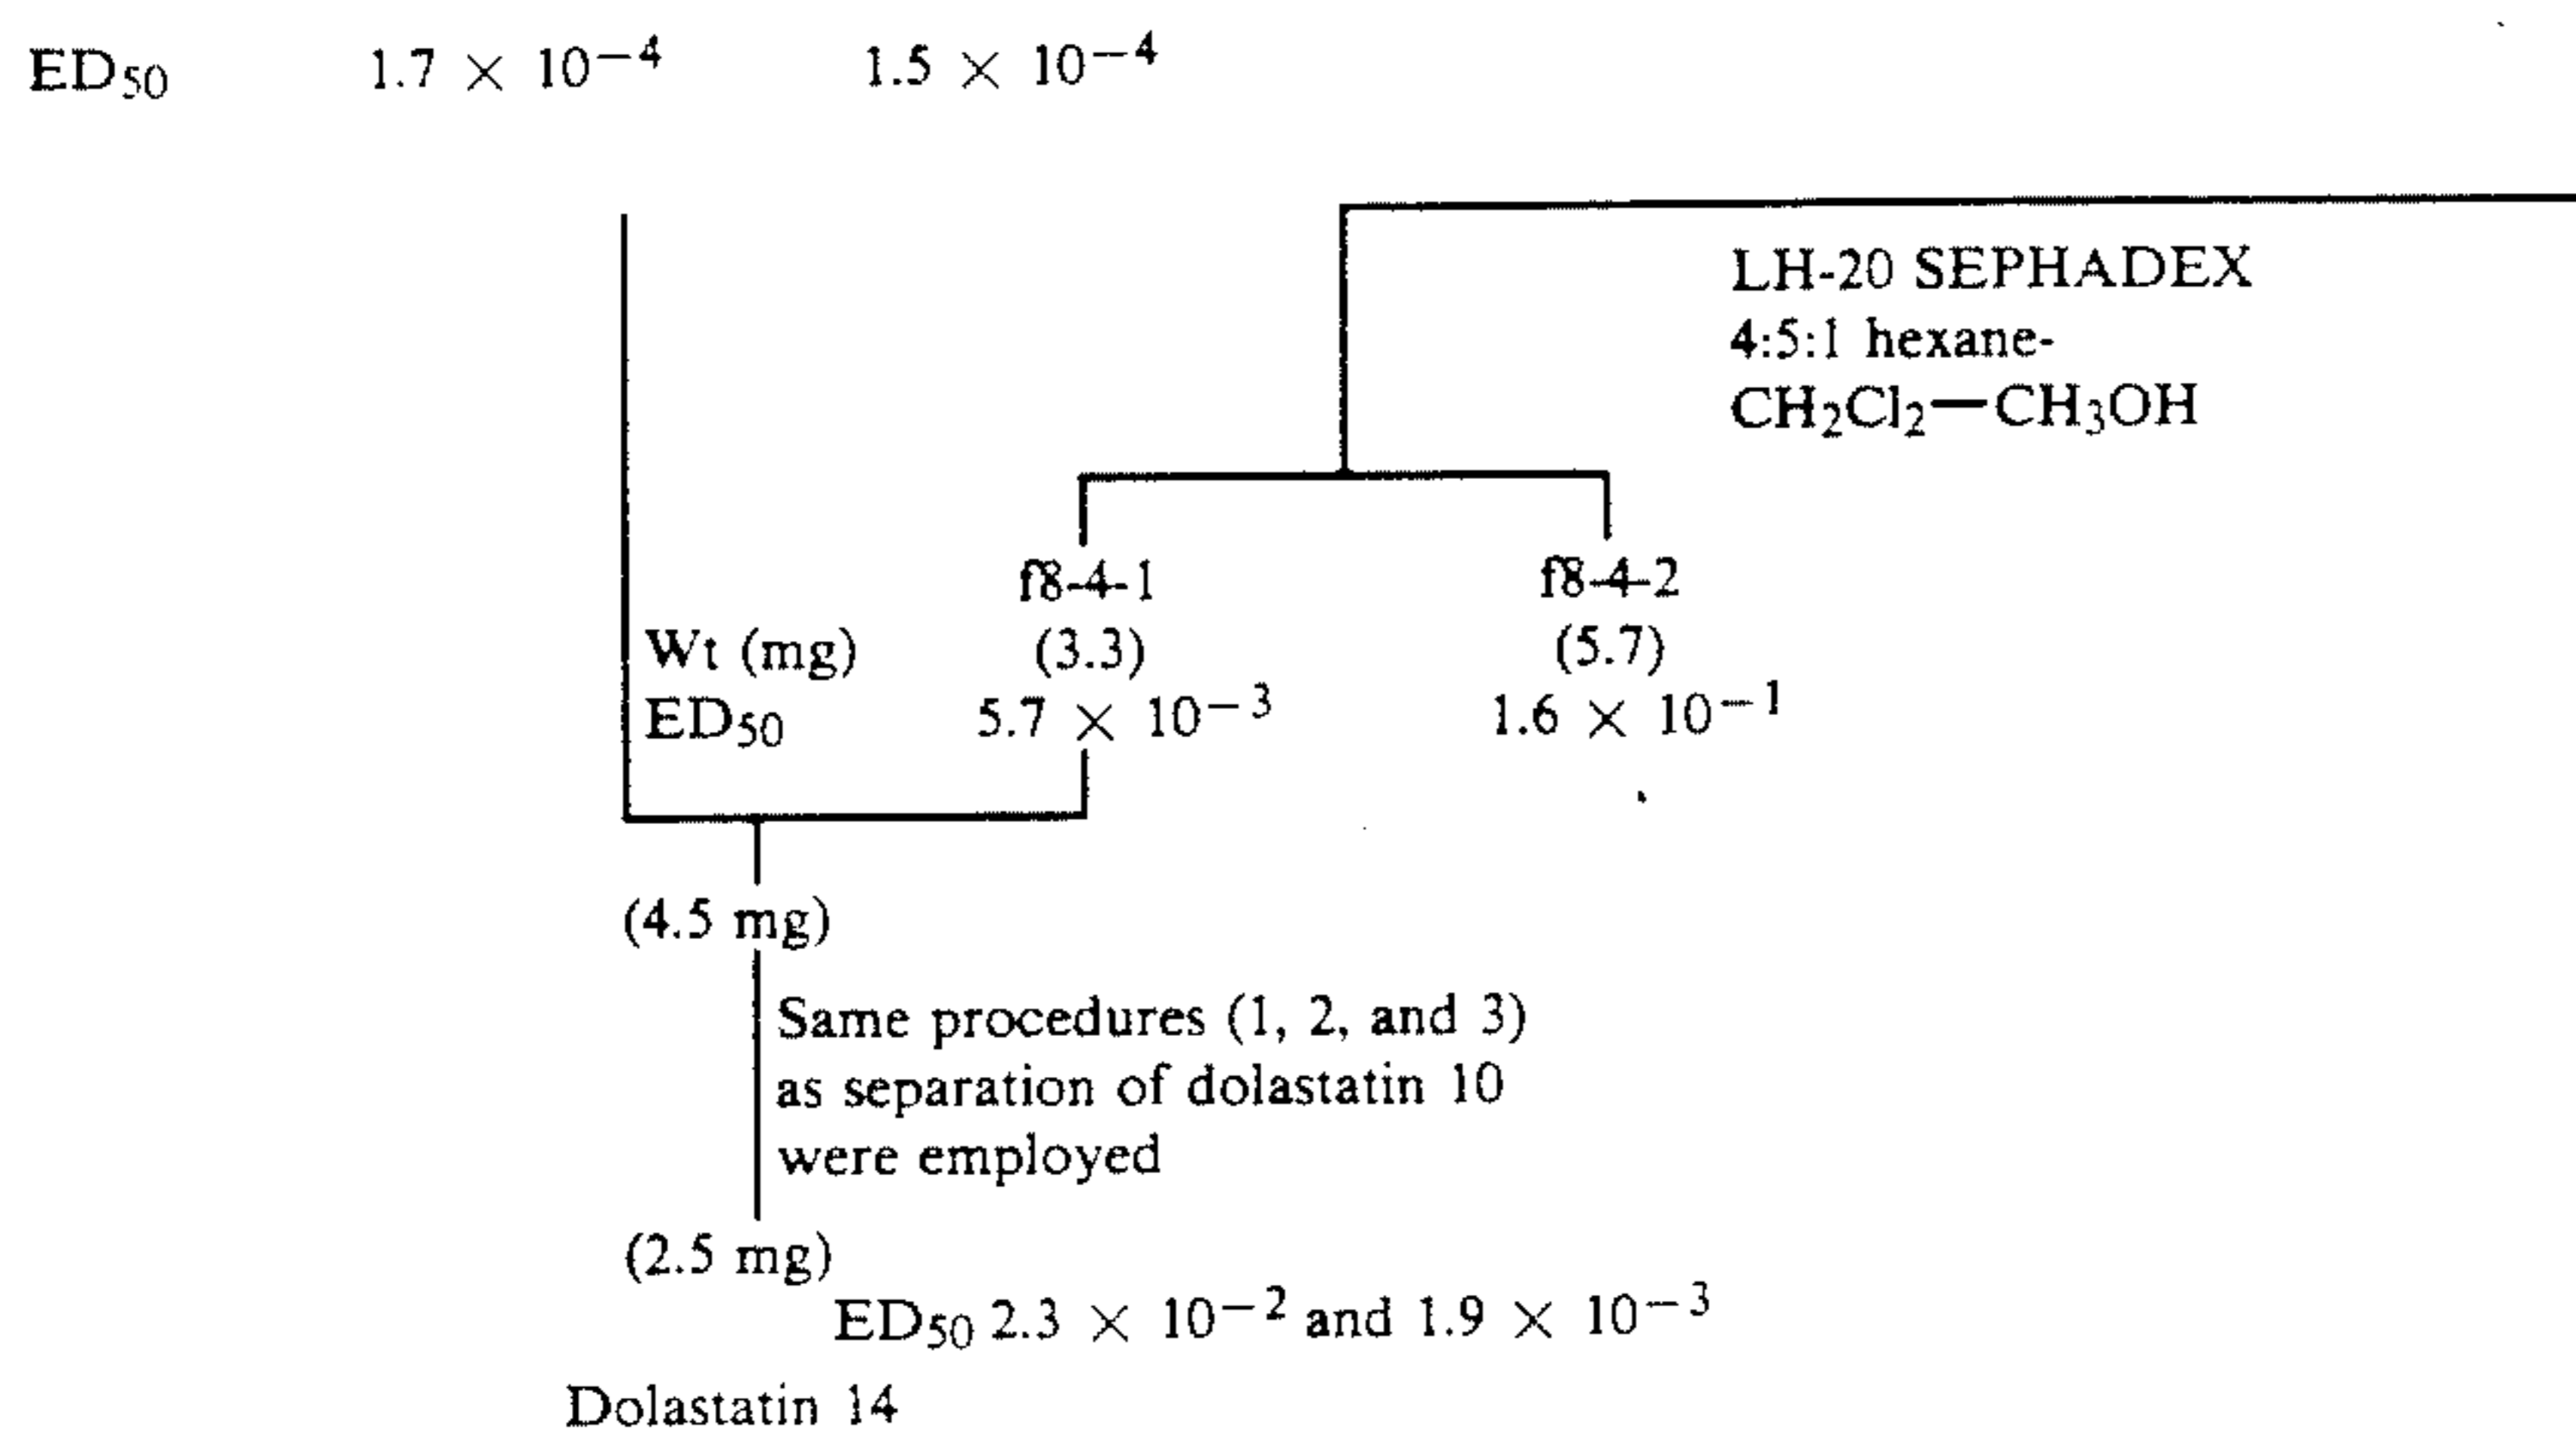 ED₅₀ 1.7 × 10⁻⁴ 1.5 × 10⁻⁴
LH-20 SEPHADEX
4:5:1 hexane-
CH₂Cl₂—CH₃OH
f8-4-1 f8-4-2
Wt (mg) (3.3) (5.7)
ED₅₀ 5.7 × 10⁻³ 1.6 × 10⁻¹
(4.5 mg)
Same procedures (1, 2, and 3)
as separation of dolastatin 10
were employed
(2.5 mg)
ED₅₀ 2.3 × 10⁻² and 1.9 × 10⁻³
Dolastatin 14